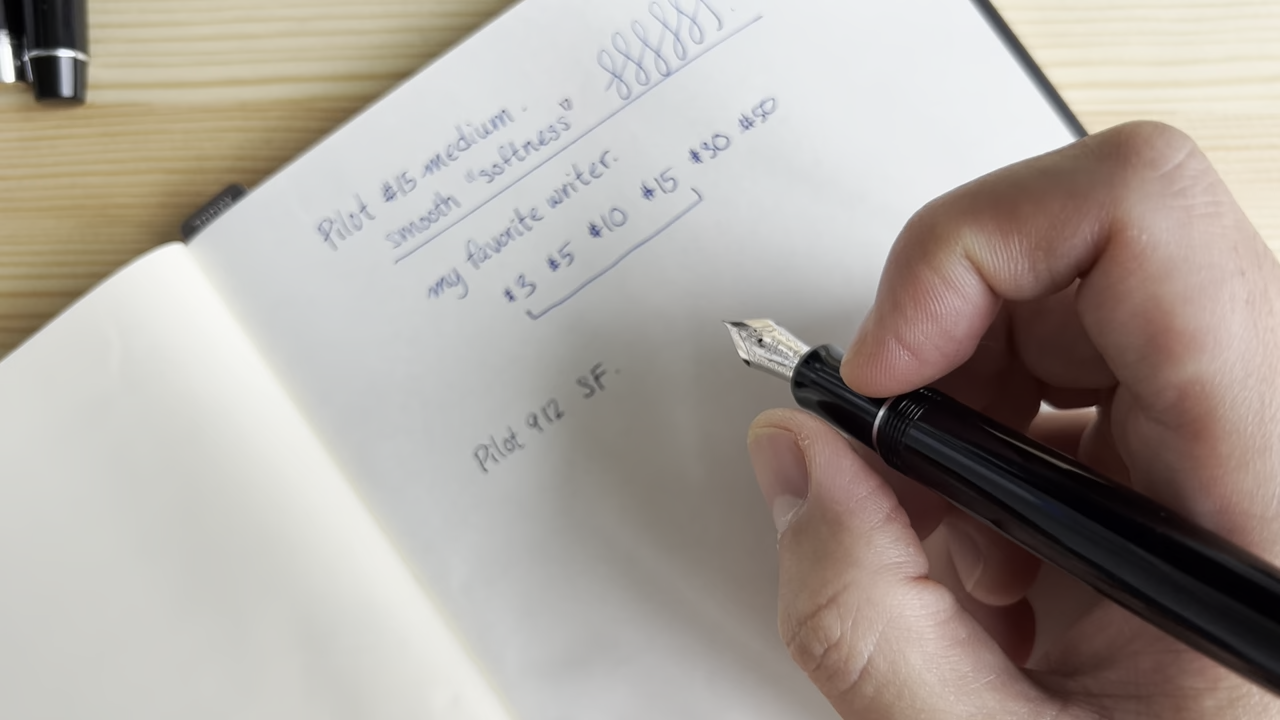 Pilot #15 medium.
smooth "softness"
my favorite writer.
#3 #5 #10 #15 #30 #50
Pilot 912 SF.